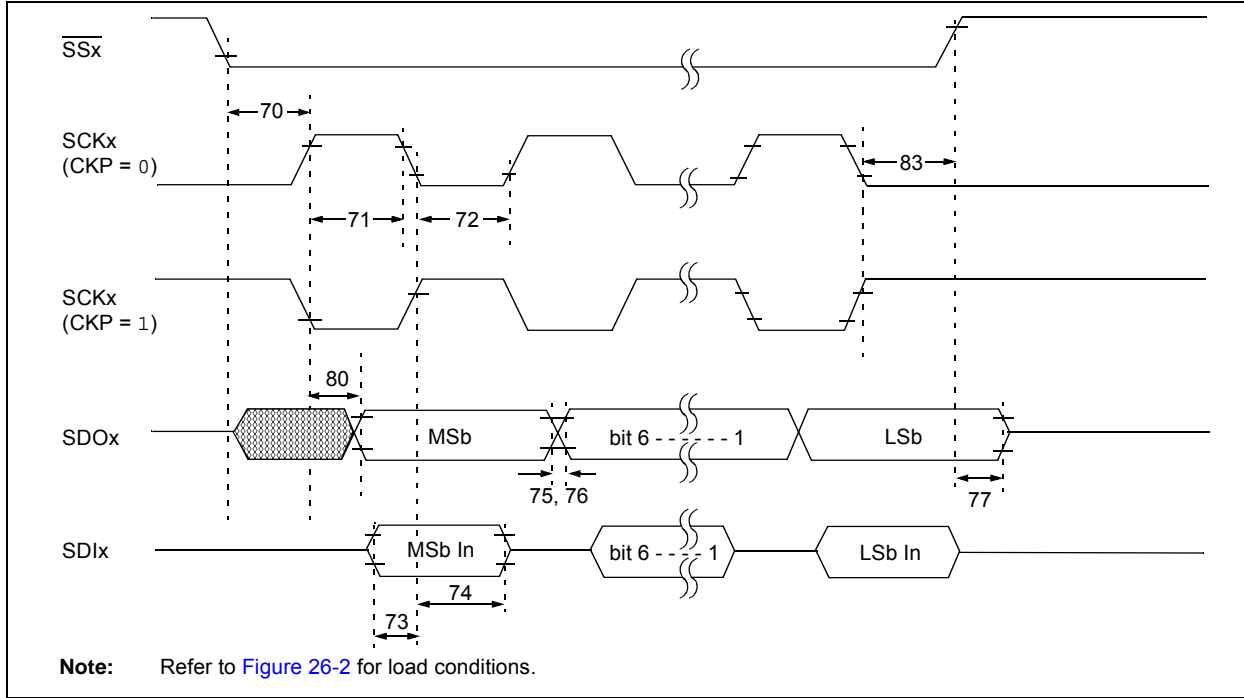 SSx
70
SCKx
(CKP = 0)
83
71
72
SCKx
(CKP = 1)
80
SDOx
MSb
bit 6 - - - - - - 1
LSb
75, 76
77
SDIx
MSb In
bit 6 - - - - 1
LSb In
74
73
Note: Refer to Figure 26-2 for load conditions.